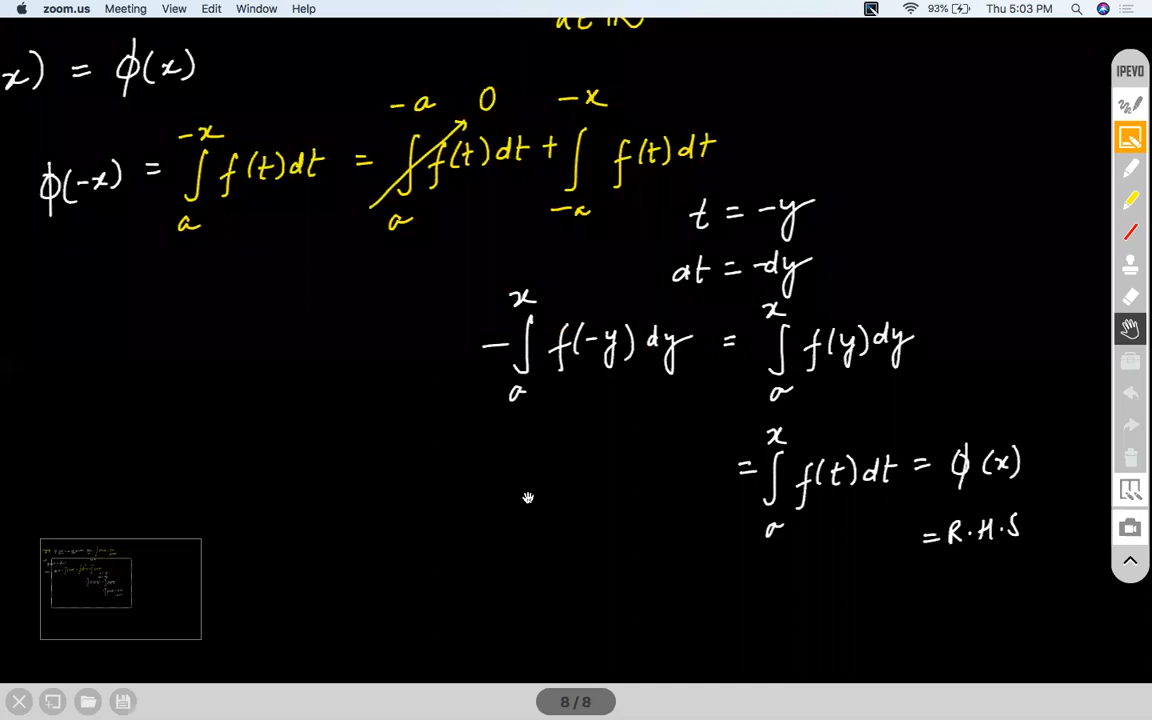 zoom.us Meeting View Edit Window Help 93% Thu 5:03 PM
x) = ϕ(x)
ϕ(-x) = ∫_a^{-x} f(t)dt = ∫_a^{-a} f(t)dt 0 + ∫_{-a}^{-x} f(t)dt
t = -y
dt = -dy
-∫_a^x f(-y) dy = ∫_a^x f(y)dy
= ∫_a^x f(t)dt = ϕ(x)
= R.H.S
IPEVO
8 / 8